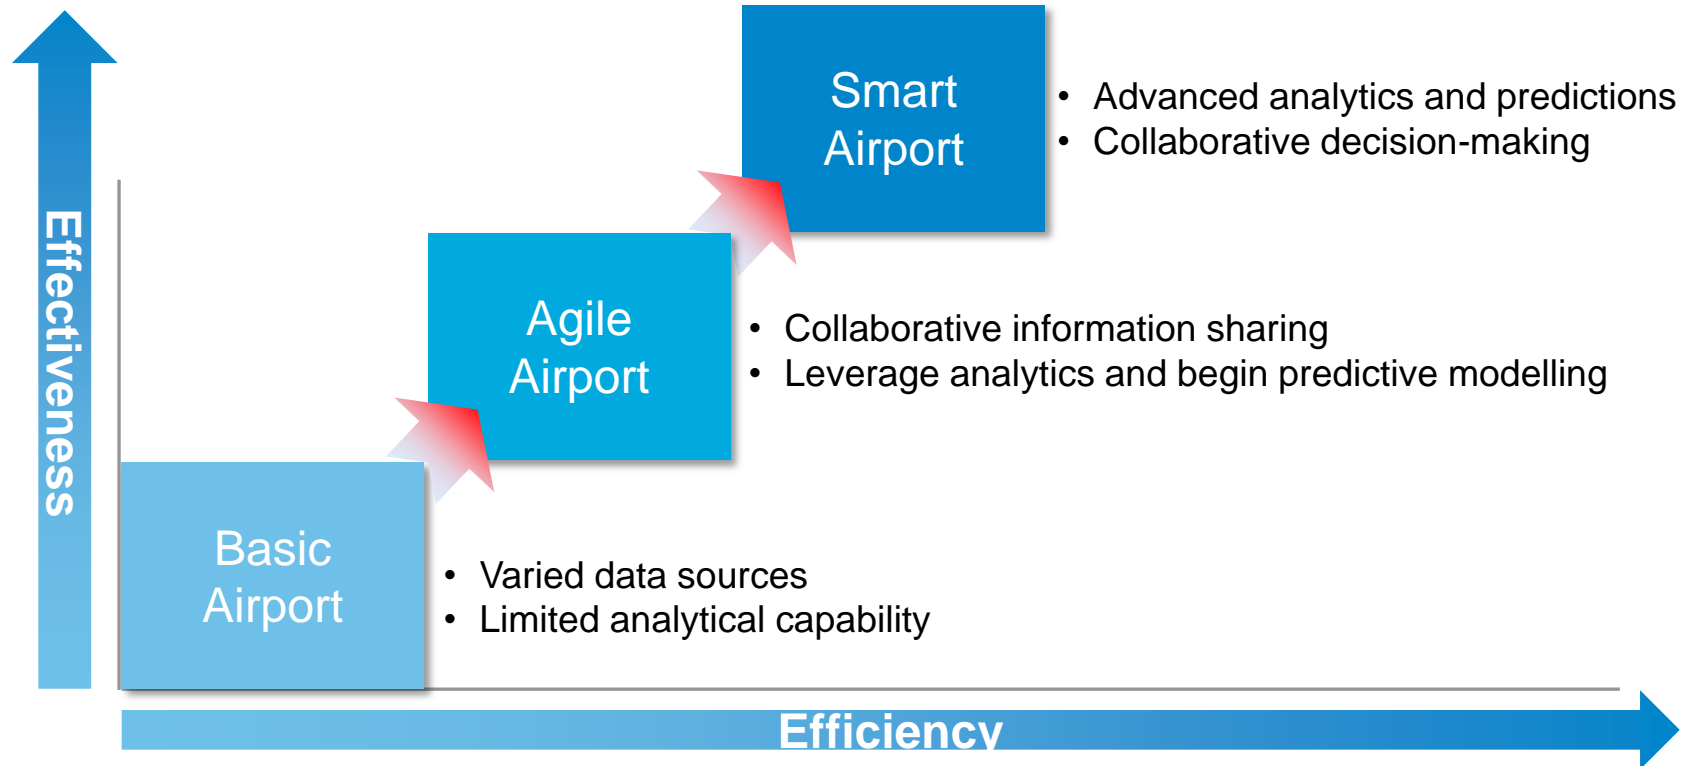 Effectiveness
Smart
Airport
• Advanced analytics and predictions
• Collaborative decision-making
Agile
Airport
• Collaborative information sharing
• Leverage analytics and begin predictive modelling
Basic
Airport
• Varied data sources
• Limited analytical capability
Efficiency